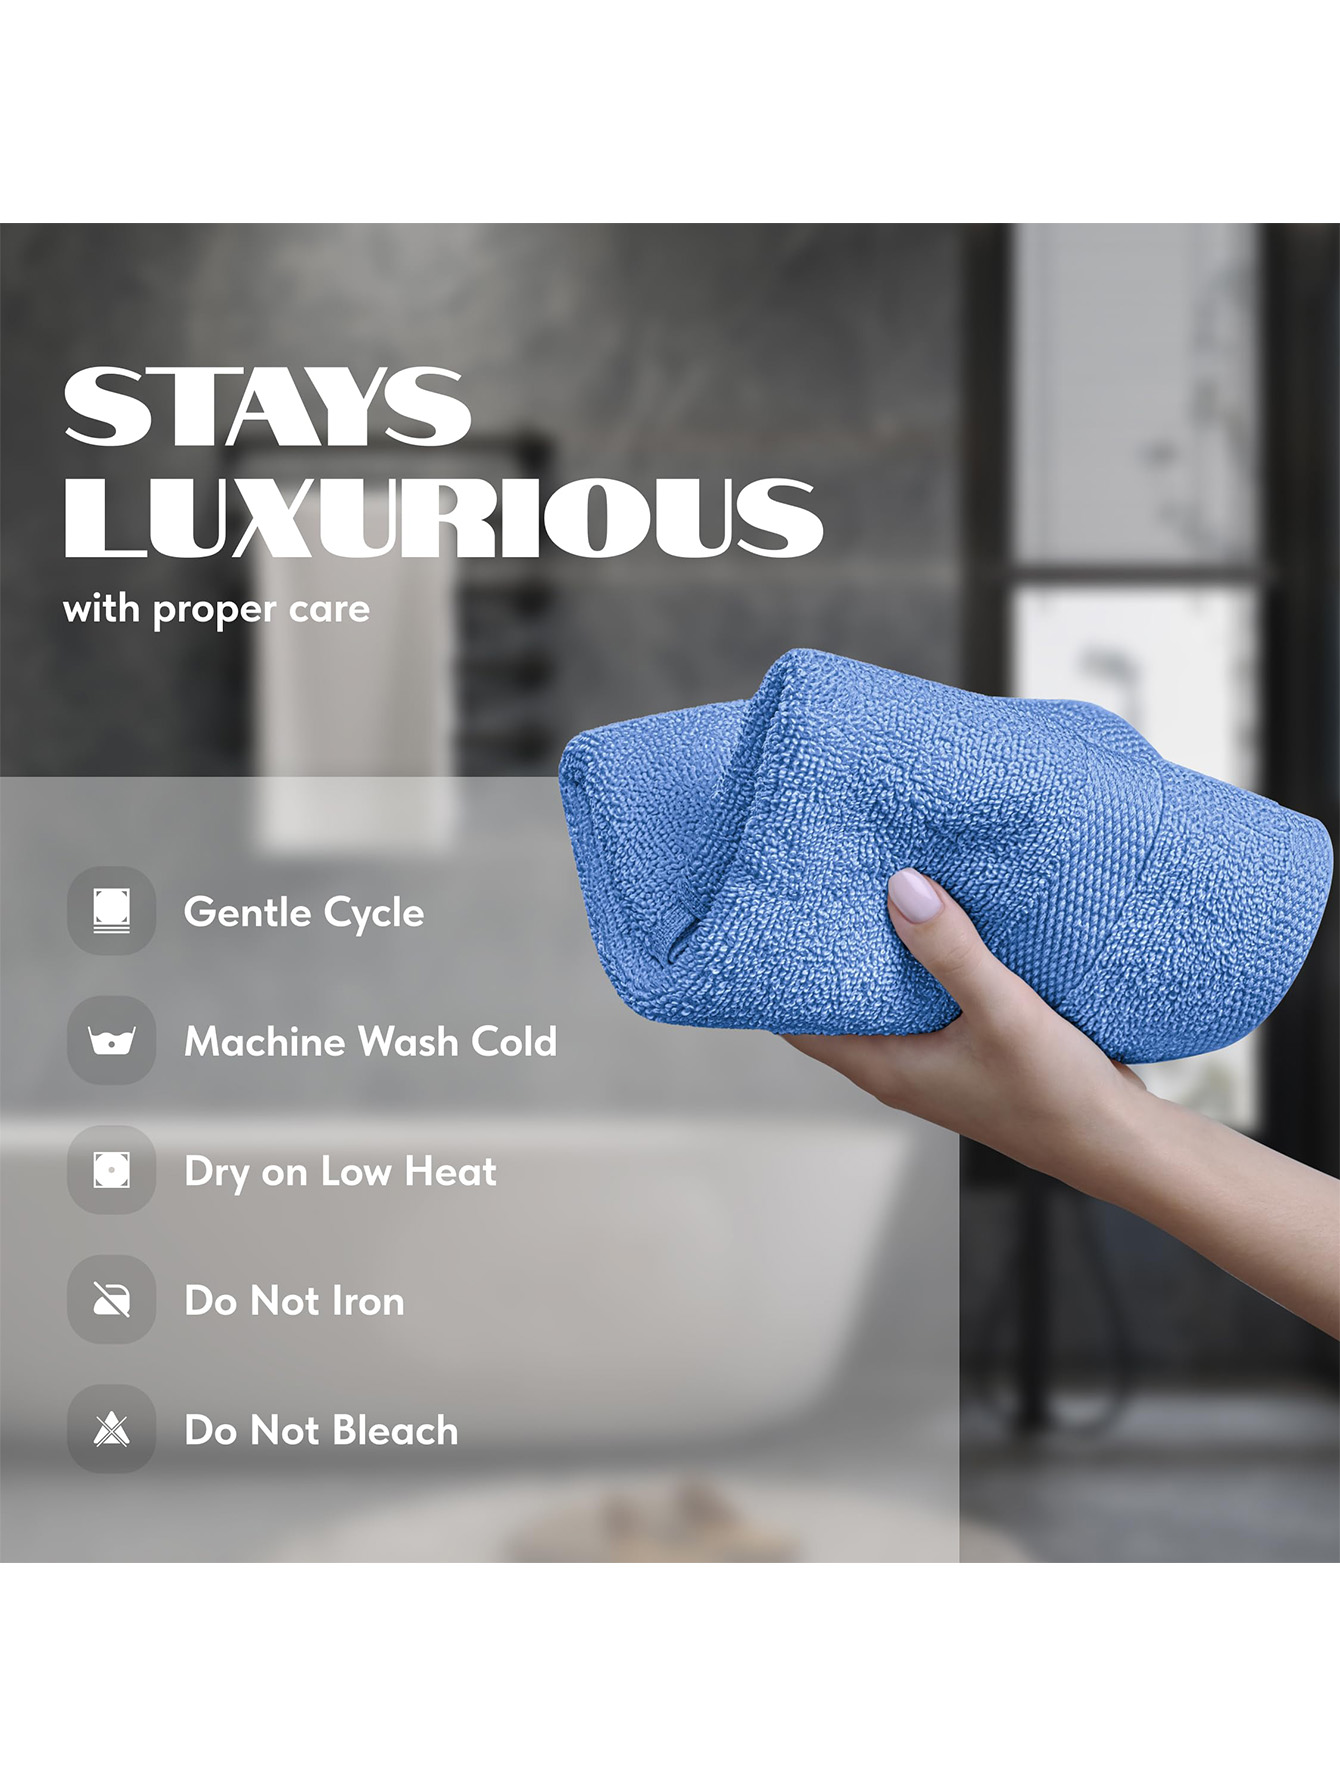 STAYS
LUXURIOUS
with proper care
Gentle Cycle
Machine Wash Cold
Dry on Low Heat
Do Not Iron
Do Not Bleach